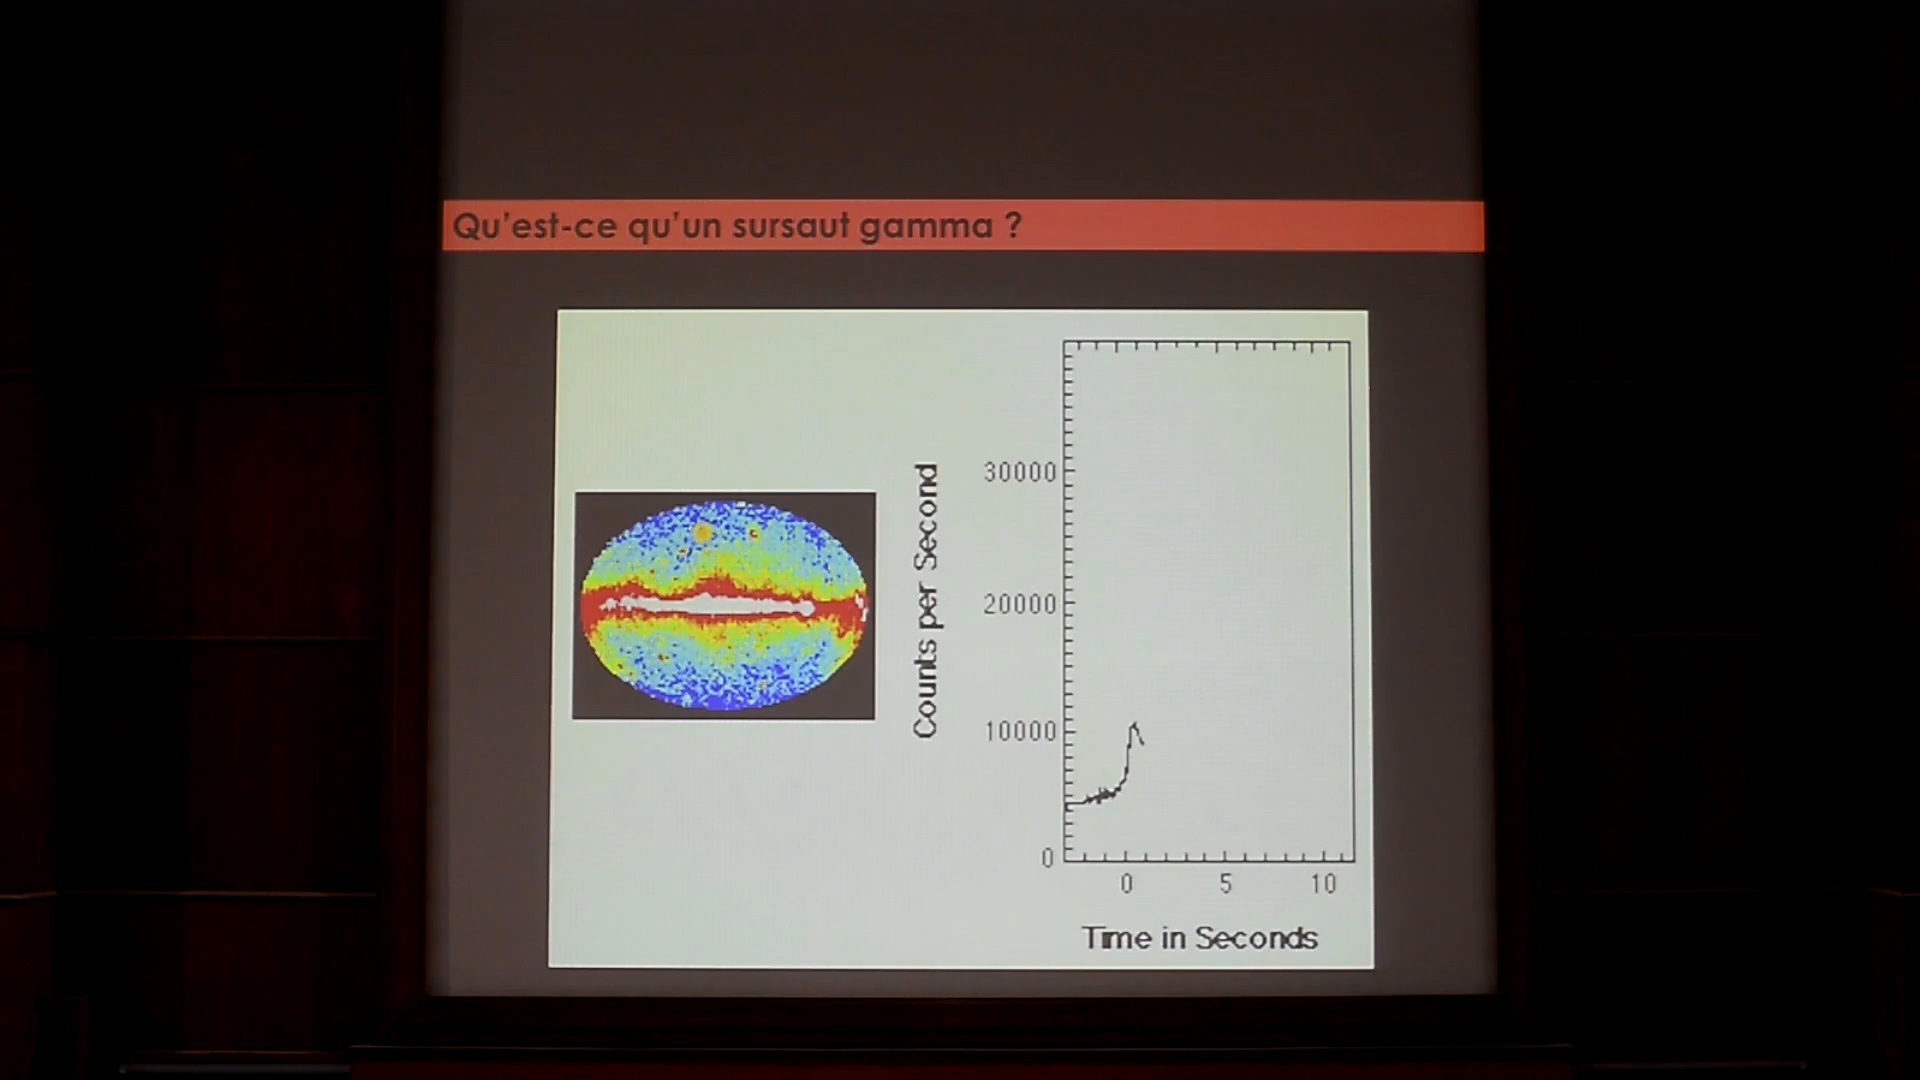 Qu'est-ce qu'un sursaut gamma ?
Counts per Second
30000
20000
10000
0
0 5 10
Time in Seconds